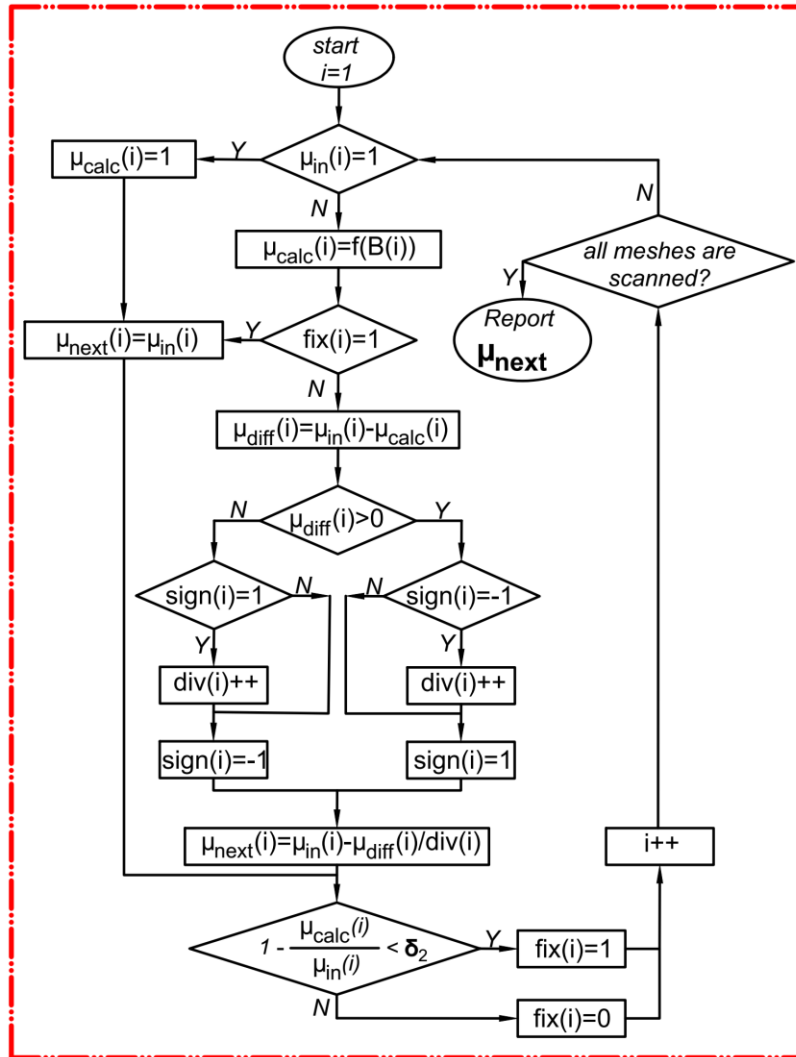 start
i=1
μcalc(i)=1
Y
μin(i)=1
N
N
μcalc(i)=f(B(i))
all meshes are
scanned?
Y
μnext(i)=μin(i)
Y
fix(i)=1
Report
μnext
N
μdiff(i)=μin(i)-μcalc(i)
N
μdiff(i)>0
Y
sign(i)=1
N
N
sign(i)=-1
Y
Y
div(i)++
div(i)++
sign(i)=-1
sign(i)=1
μnext(i)=μin(i)-μdiff(i)/div(i)
i++
1 - μcalc(i)/μin(i) < δ2
Y
fix(i)=1
N
fix(i)=0